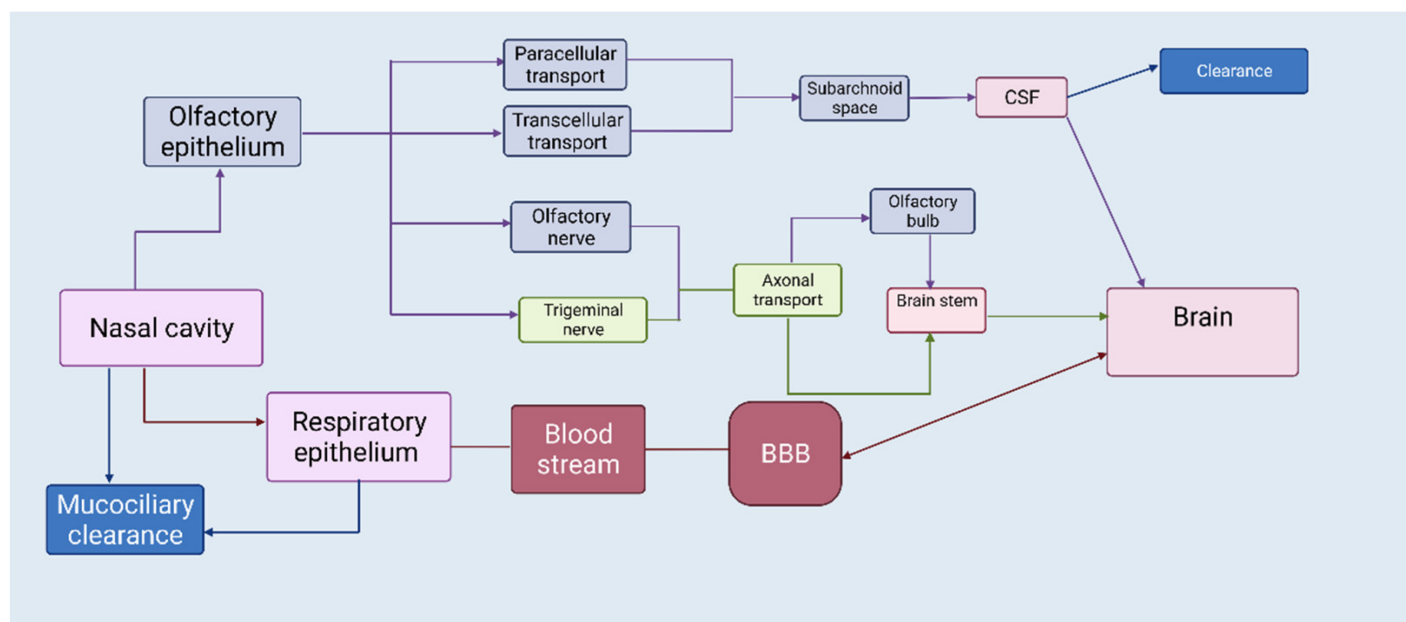 Paracellular
transport
Subarchnoid
space
CSF
Clearance
Olfactory
epithelium
Transcellular
transport
Olfactory
nerve
Olfactory
bulb
Axonal
transport
Trigeminal
nerve
Brain stem
Brain
Nasal cavity
Respiratory
epithelium
Blood
stream
BBB
Mucociliary
clearance